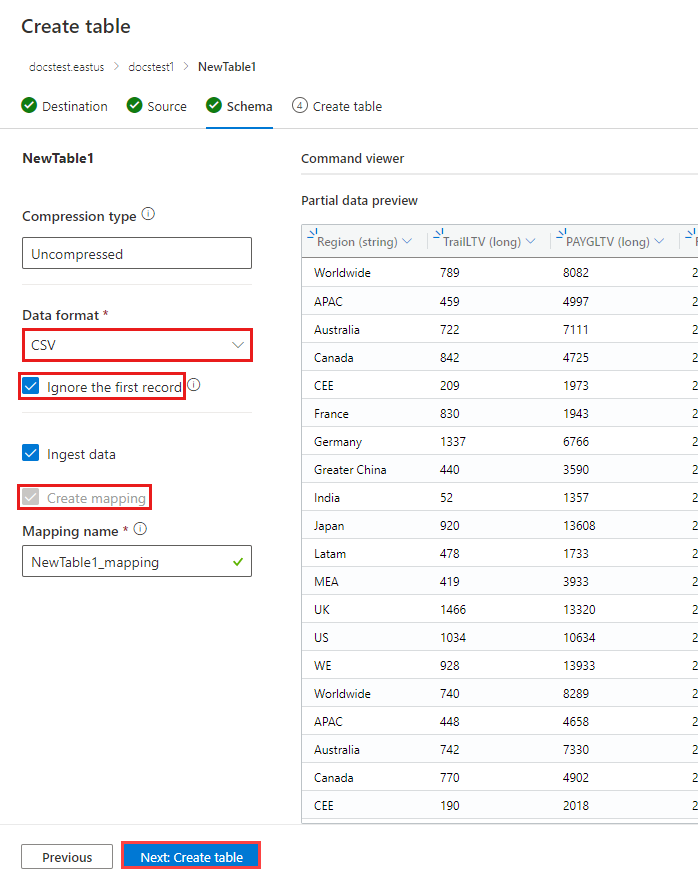 Create table
docstest.eastus > docstest1 > NewTable1
Destination Source Schema 4 Create table
NewTable1
Compression type
Uncompressed
Data format *
CSV
Ignore the first record
Ingest data
Create mapping
Mapping name *
NewTable1_mapping
Command viewer
Partial data preview
Region (string) TrailLTV (long) PAYGLTV (long)
Worldwide 789 8082 2
APAC 459 4997 2
Australia 722 7111 2
Canada 842 4725 2
CEE 209 1973 2
France 830 1943 2
Germany 1337 6766 2
Greater China 440 3590 2
India 52 1357 2
Japan 920 13608 2
Latam 478 1733 2
MEA 419 3933 2
UK 1466 13320 2
US 1034 10634 2
WE 928 13933 2
Worldwide 740 8289 2
APAC 448 4658 2
Australia 742 7330 2
Canada 770 4902 2
CEE 190 2018 2
Previous Next: Create table